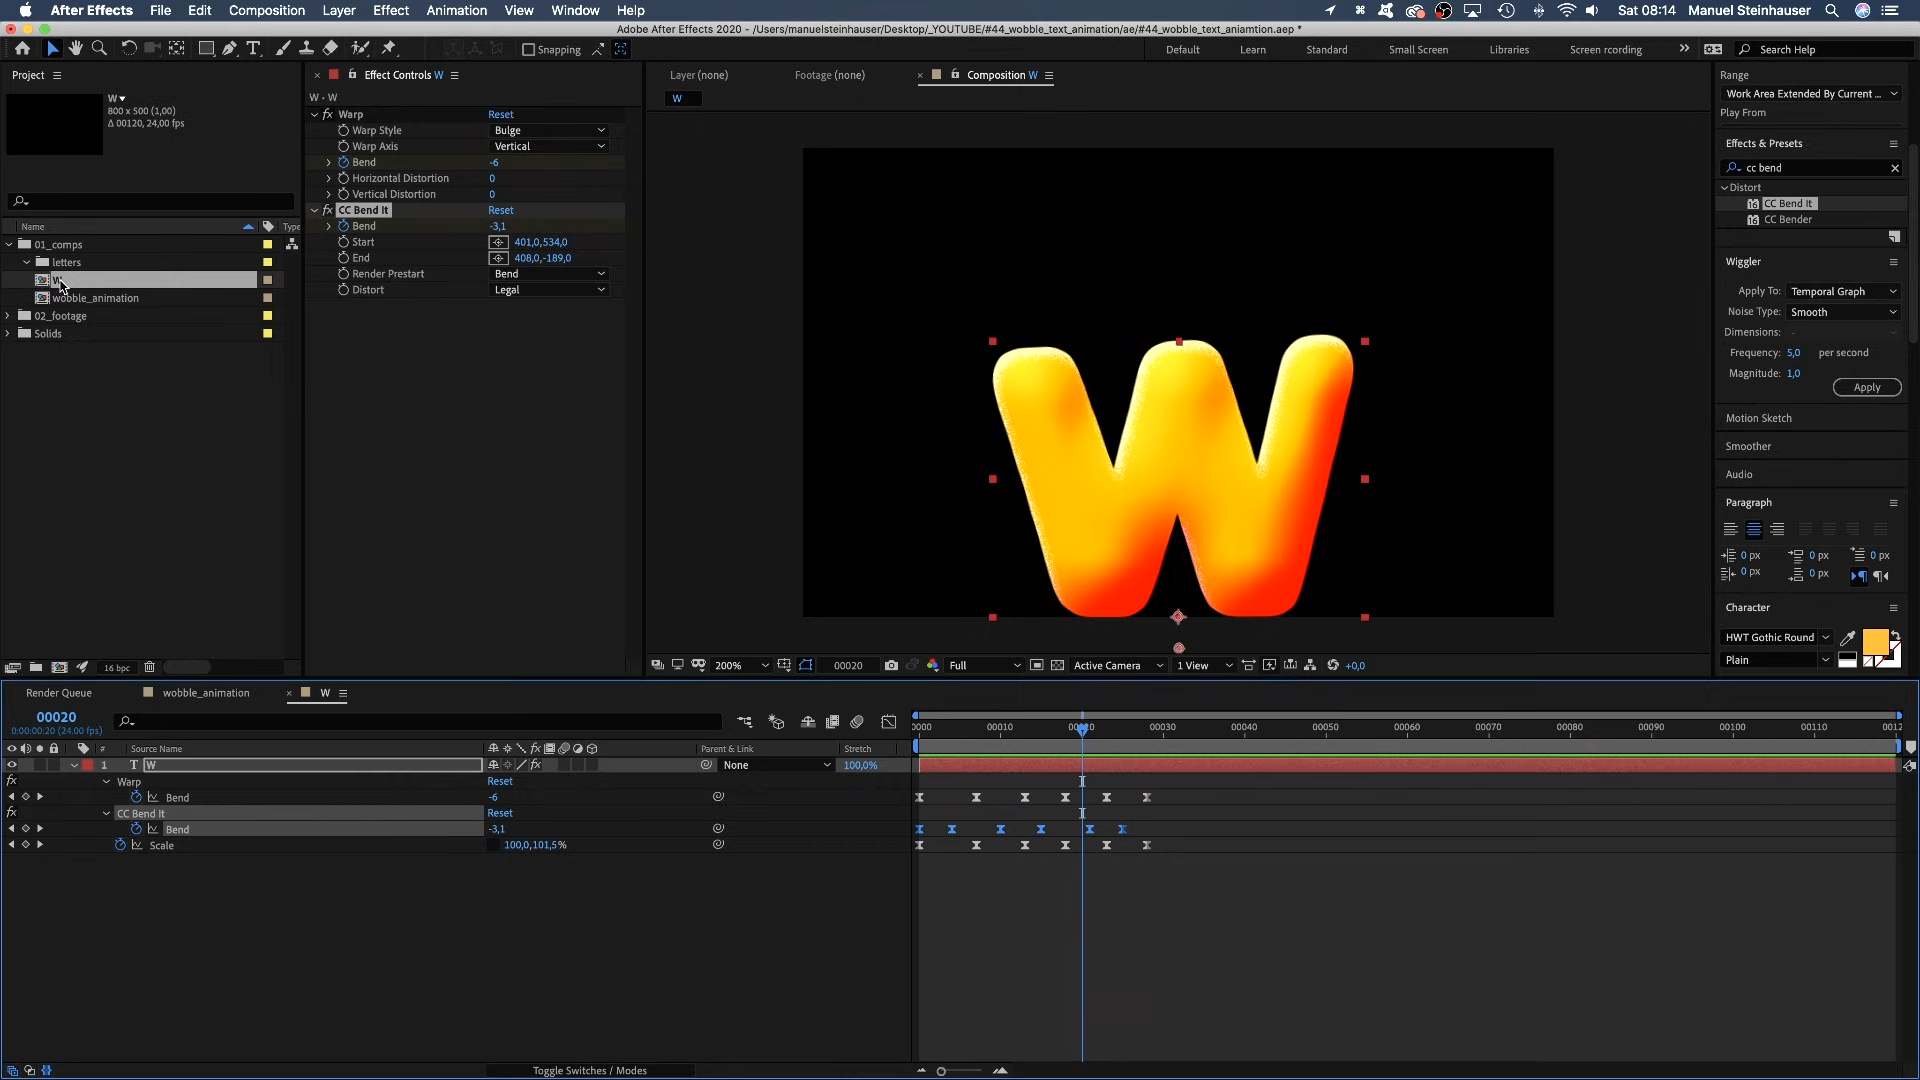 After Effects File Edit Composition Layer Effect Animation View Window Help
Sat 08:14 Manuel Steinhauser
Adobe After Effects 2020 - /Users/manuelsteinhauser/Desktop/_YOUTUBE/#44_wobble_text_animation/ae/#44_wobble_text_aniamtion.aep *
Snapping
Default Learn Standard Small Screen Libraries Screen rcording Search Help
Project
W
800 x 500 (1,00)
Δ 00120, 24,00 fps
Name Type
01_comps
letters
wobble_animation
02_footage
Solids
16 bpc
Effect Controls W
W • W
fx Warp Reset
Warp Style Bulge
Warp Axis Vertical
Bend -6
Horizontal Distortion 0
Vertical Distortion 0
fx CC Bend It Reset
Bend -3,1
Start 401,0,534,0
End 408,0,-189,0
Render Prestart Bend
Distort Legal
Layer (none) Footage (none) Composition W
W
W
200% 00020 Full Active Camera 1 View +0,0
Range
Work Area Extended By Current ...
Play From
Effects & Presets
cc bend
Distort
CC Bend It
CC Bender
Wiggler
Apply To: Temporal Graph
Noise Type: Smooth
Dimensions: -
Frequency: 5,0 per second
Magnitude: 1,0
Apply
Motion Sketch
Smoother
Audio
Paragraph
0 px 0 px 0 px
0 px 0 px
Character
HWT Gothic Round
Plain
Render Queue wobble_animation W
00020
0:00:00:20 (24.00 fps)
0000 00010 00020 00030 00040 00050 00060 00070 00080 00090 00100 00110 0012
# Source Name Parent & Link Stretch
1 T W None 100,0%
fx Warp Reset
Bend -6
fx CC Bend It Reset
Bend -3,1
Scale 100,0,101,5%
Toggle Switches / Modes